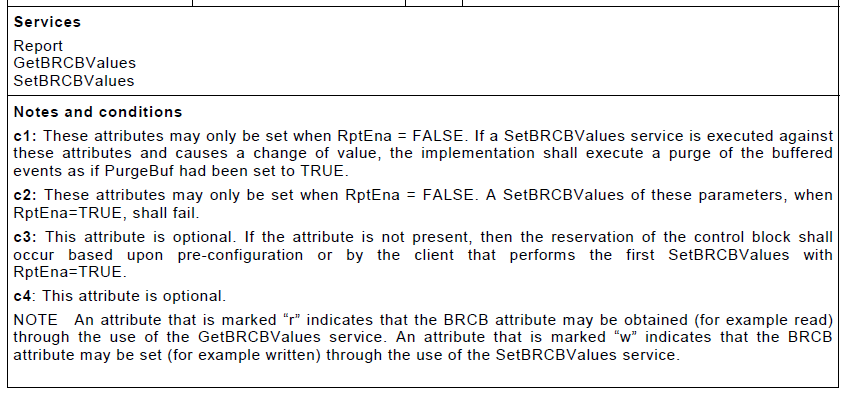 Services
Report
GetBRCBValues
SetBRCBValues
Notes and conditions
c1: These attributes may only be set when RptEna = FALSE. If a SetBRCBValues service is executed against
these attributes and causes a change of value, the implementation shall execute a purge of the buffered
events as if PurgeBuf had been set to TRUE.
c2: These attributes may only be set when RptEna = FALSE. A SetBRCBValues of these parameters, when
RptEna=TRUE, shall fail.
c3: This attribute is optional. If the attribute is not present, then the reservation of the control block shall
occur based upon pre-configuration or by the client that performs the first SetBRCBValues with
RptEna=TRUE.
c4: This attribute is optional.
NOTE An attribute that is marked “r” indicates that the BRCB attribute may be obtained (for example read)
through the use of the GetBRCBValues service. An attribute that is marked “w” indicates that the BRCB
attribute may be set (for example written) through the use of the SetBRCBValues service.